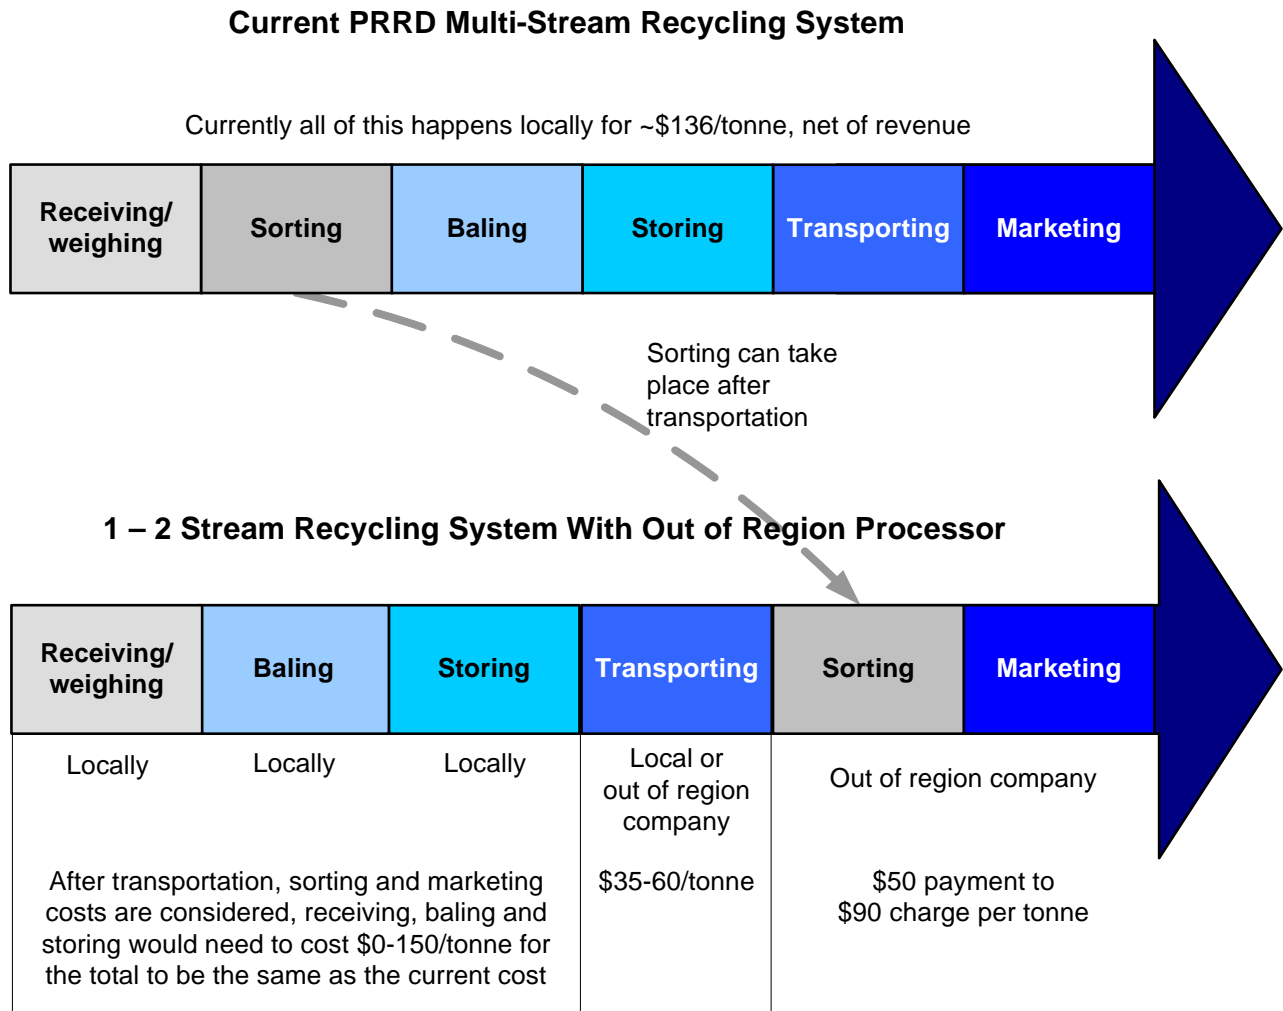 Current PRRD Multi-Stream Recycling System
Currently all of this happens locally for ~$136/tonne, net of revenue
Receiving/
weighing
Sorting
Baling
Storing
Transporting
Marketing
Sorting can take
place after
transportation
1 – 2 Stream Recycling System With Out of Region Processor
Receiving/
weighing
Baling
Storing
Transporting
Sorting
Marketing
Locally
Locally
Locally
Local or
out of region
company
Out of region company
After transportation, sorting and marketing
costs are considered, receiving, baling and
storing would need to cost $0-150/tonne for
the total to be the same as the current cost
$35-60/tonne
$50 payment to
$90 charge per tonne